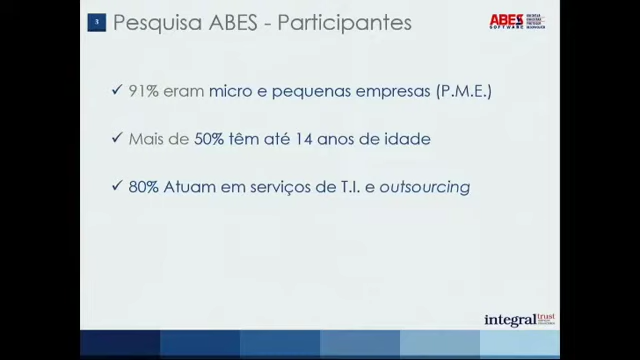 3
Pesquisa ABES - Participantes
ABES
SOFTWARE
✓ 91% eram micro e pequenas empresas (P.M.E.)
✓ Mais de 50% têm até 14 anos de idade
✓ 80% Atuam em serviços de T.I. e outsourcing
integral trust